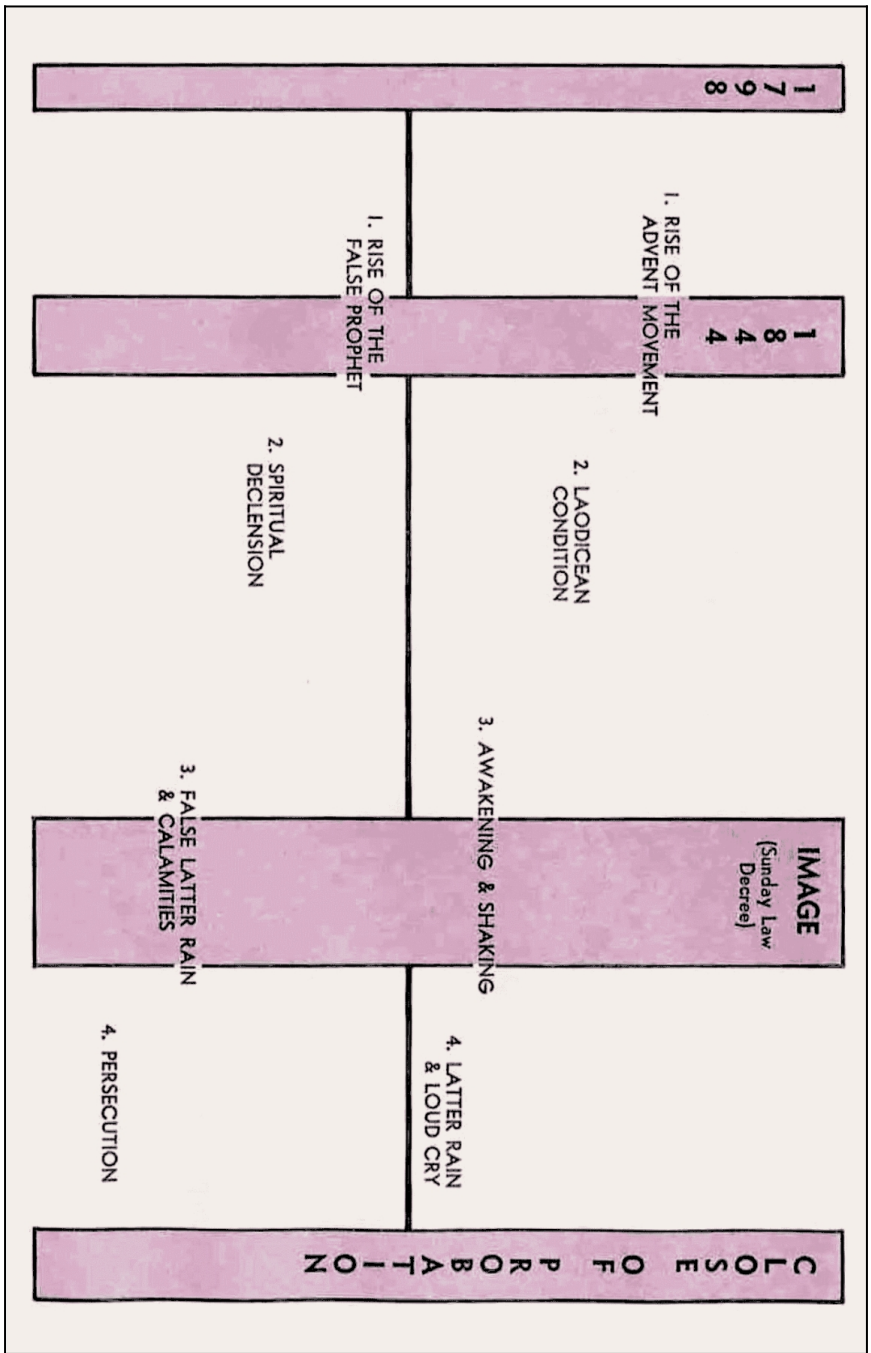 1798
1844
IMAGE
(Sunday Law
Decree)
CLOSE OF PROBATION
1. RISE OF THE
ADVENT MOVEMENT
2. LAODICEAN
CONDITION
3. AWAKENING & SHAKING
4. LATTER RAIN
& LOUD CRY
1. RISE OF THE
FALSE PROPHET
2. SPIRITUAL
DECLENSION
3. FALSE LATTER RAIN
& CALAMITIES
4. PERSECUTION